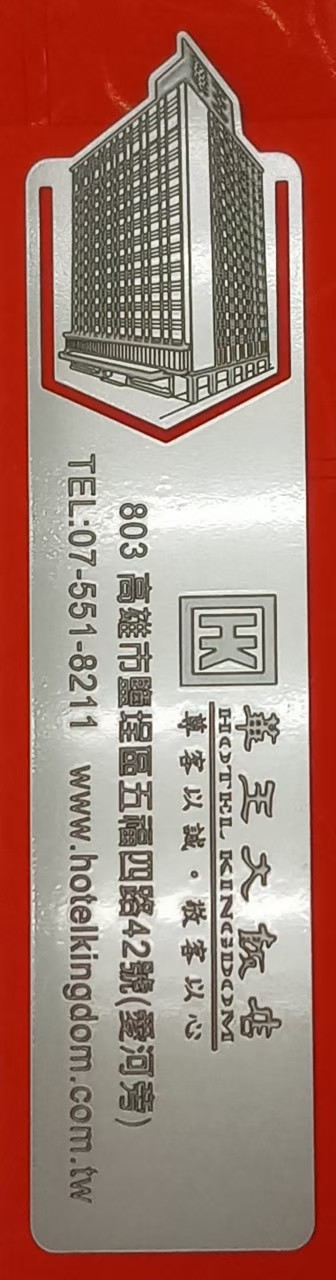 HK
華王大飯店
HOTEL KINGDOM
尊客以誠・敬客以心
803 高雄市鹽埕區五福四路42號(愛河旁)
TEL:07-551-8211 www.hotelkingdom.com.tw